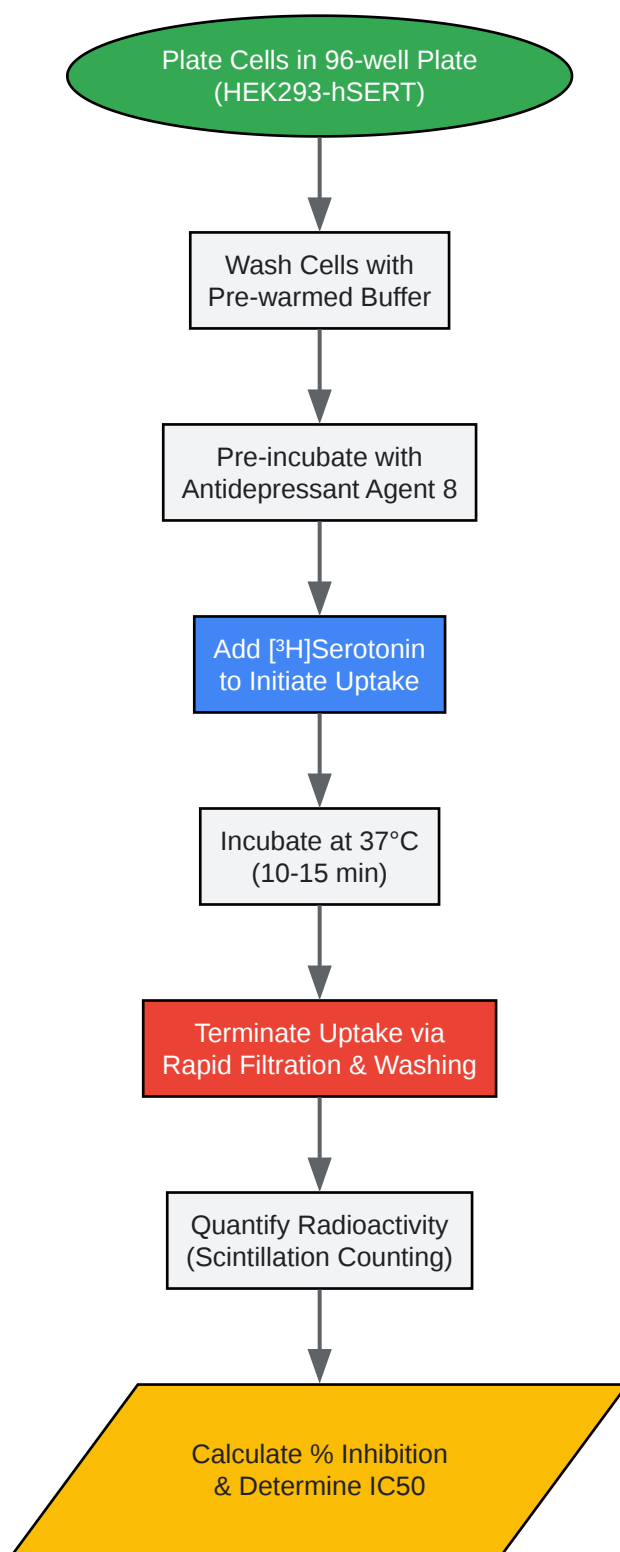 Plate Cells in 96-well Plate
(HEK293-hSERT)
Wash Cells with
Pre-warmed Buffer
Pre-incubate with
Antidepressant Agent 8
Add [³H]Serotonin
to Initiate Uptake
Incubate at 37°C
(10-15 min)
Terminate Uptake via
Rapid Filtration & Washing
Quantify Radioactivity
(Scintillation Counting)
Calculate % Inhibition
& Determine IC50